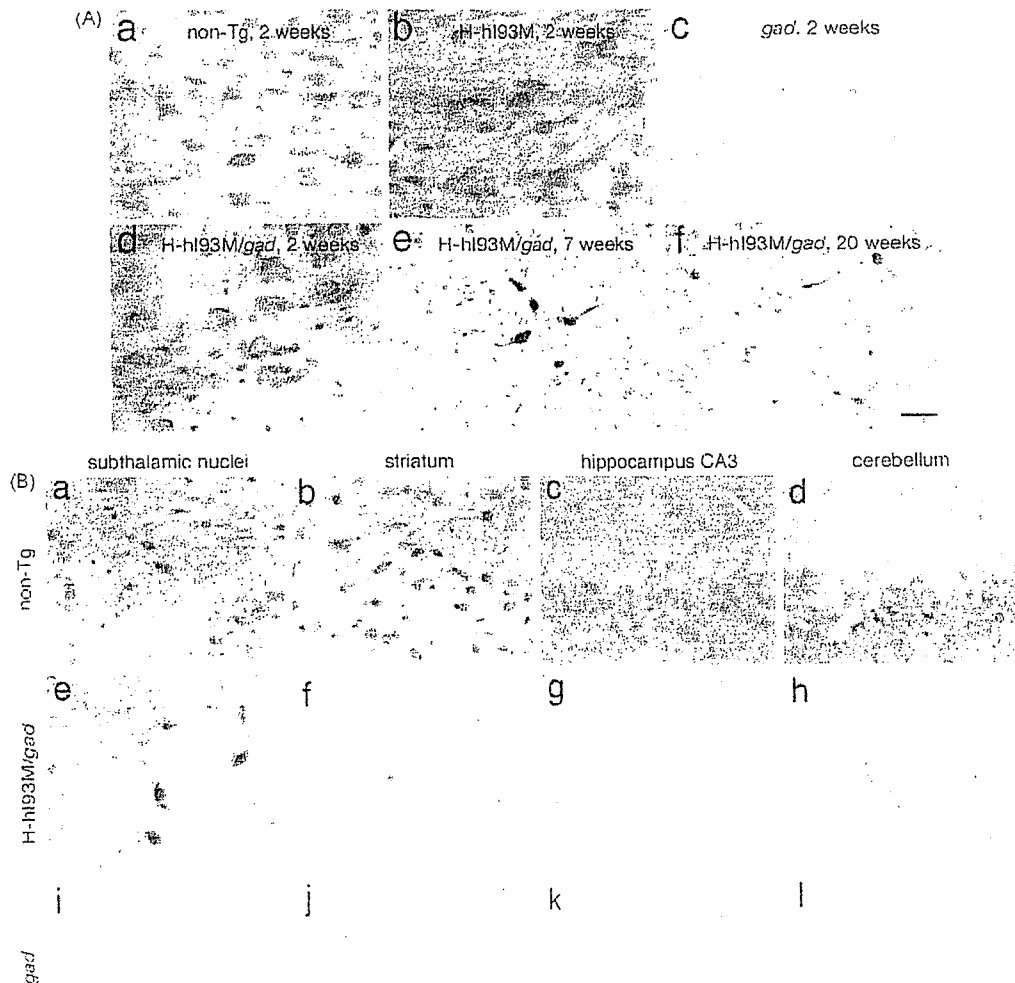 (A) a non-Tg, 2 weeks b H-hI93M, 2 weeks c gad. 2 weeks
d H-hI93M/gad, 2 weeks e H-hI93M/gad, 7 weeks f H-hI93M/gad, 20 weeks
subthalamic nuclei striatum hippocampus CA3 cerebellum
(B) a b c d
non-Tg
e f g h
H-hI93M/gad
i j k l
gad